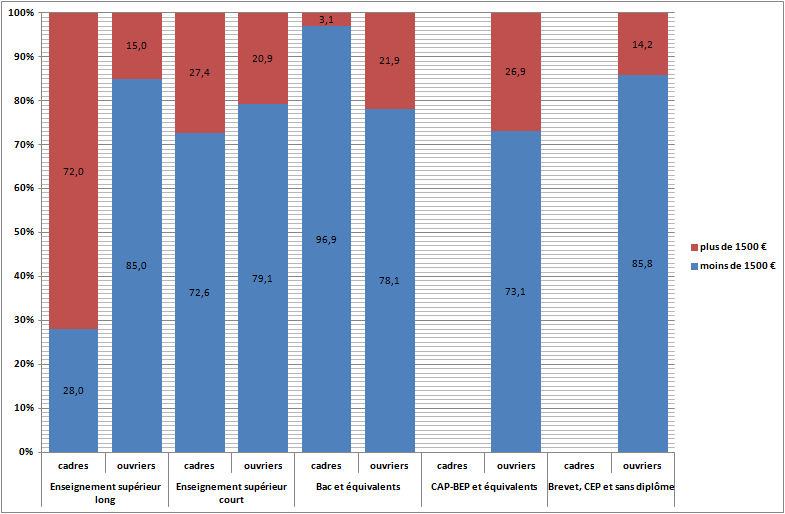 100%
90%
80%
70%
60%
50%
40%
30%
20%
10%
0%
72,0
28,0
15,0
85,0
27,4
72,6
20,9
79,1
3,1
96,9
21,9
78,1
26,9
73,1
14,2
85,8
cadres ouvriers cadres ouvriers cadres ouvriers cadres ouvriers cadres ouvriers
Enseignement supérieur
long
Enseignement supérieur
court
Bac et équivalents
CAP-BEP et équivalents
Brevet, CEP et sans diplôme
plus de 1500 €
moins de 1500 €